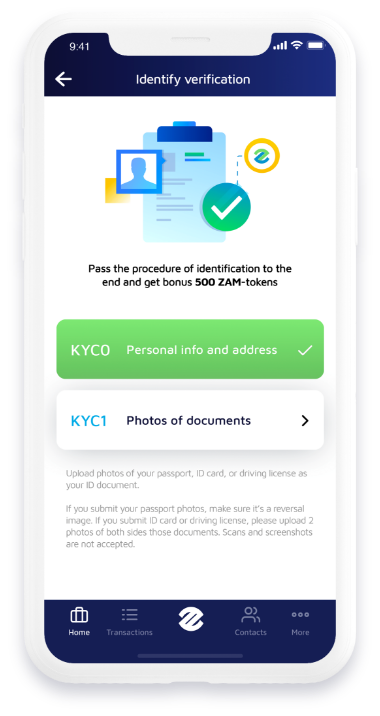 9:41
Identify verification
Pass the procedure of identification to the
end and get bonus 500 ZAM-tokens
KYC0 Personal info and address
KYC1 Photos of documents
Upload photos of your passport, ID card, or driving license as
your ID document.
If you submit your passport photos, make sure it's a reversal
image. If you submit ID card or driving license, please upload 2
photos of both sides those documents. Scans and screenshots
are not accepted.
Home Transactions Contacts More